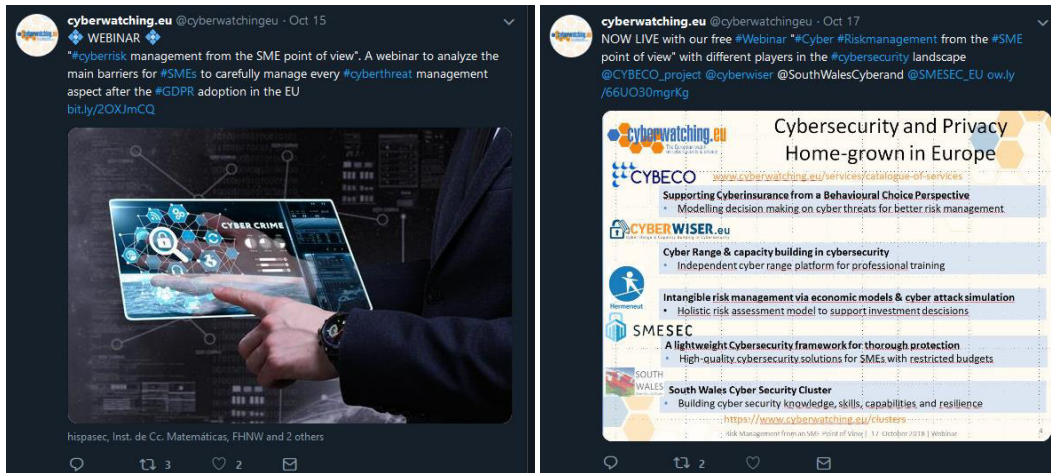 cyberwatching.eu @cyberwatchingeu · Oct 15
WEBINAR
"#cyberrisk management from the SME point of view". A webinar to analyze the
main barriers for #SMEs to carefully manage every #cyberthreat management
aspect after the #GDPR adoption in the EU
bit.ly/2OXJmCQ
CYBER CRIME
hispasec, Inst. de Cc. Matemáticas, FHNW and 2 others
3
2
cyberwatching.eu @cyberwatchingeu · Oct 17
NOW LIVE with our free #Webinar "#Cyber #Riskmanagement from the #SME
point of view" with different players in the #cybersecurity landscape
@CYBECO_project @cyberwiser @SouthWalesCyberand @SMESEC_EU ow.ly
/66UO30mgrKg
cyberwatching.eu
Cybersecurity and Privacy
Home-grown in Europe
CYBECO
www.cyberwatching.eu/services/catalogue-of-services
Supporting Cyberinsurance from a Behavioural Choice Perspective
• Modelling decision making on cyber threats for better risk management
CYBERWISER.eu
Cyber Range & capacity building in cybersecurity
• Independent cyber range platform for professional training
Hermeneut
Intangible risk management via economic models & cyber attack simulation
• Holistic risk assessment model to support investment descisions
SMESEC
A lightweight Cybersecurity framework for thorough protection
• High-quality cybersecurity solutions for SMEs with restricted budgets
SOUTH
WALES
South Wales Cyber Security Cluster
• Building cyber security knowledge, skills, capabilities and resilience
https://www.cyberwatching.eu/clusters
Risk Management from an SME Point of View | 17 October 2018 | Webinar
4
2